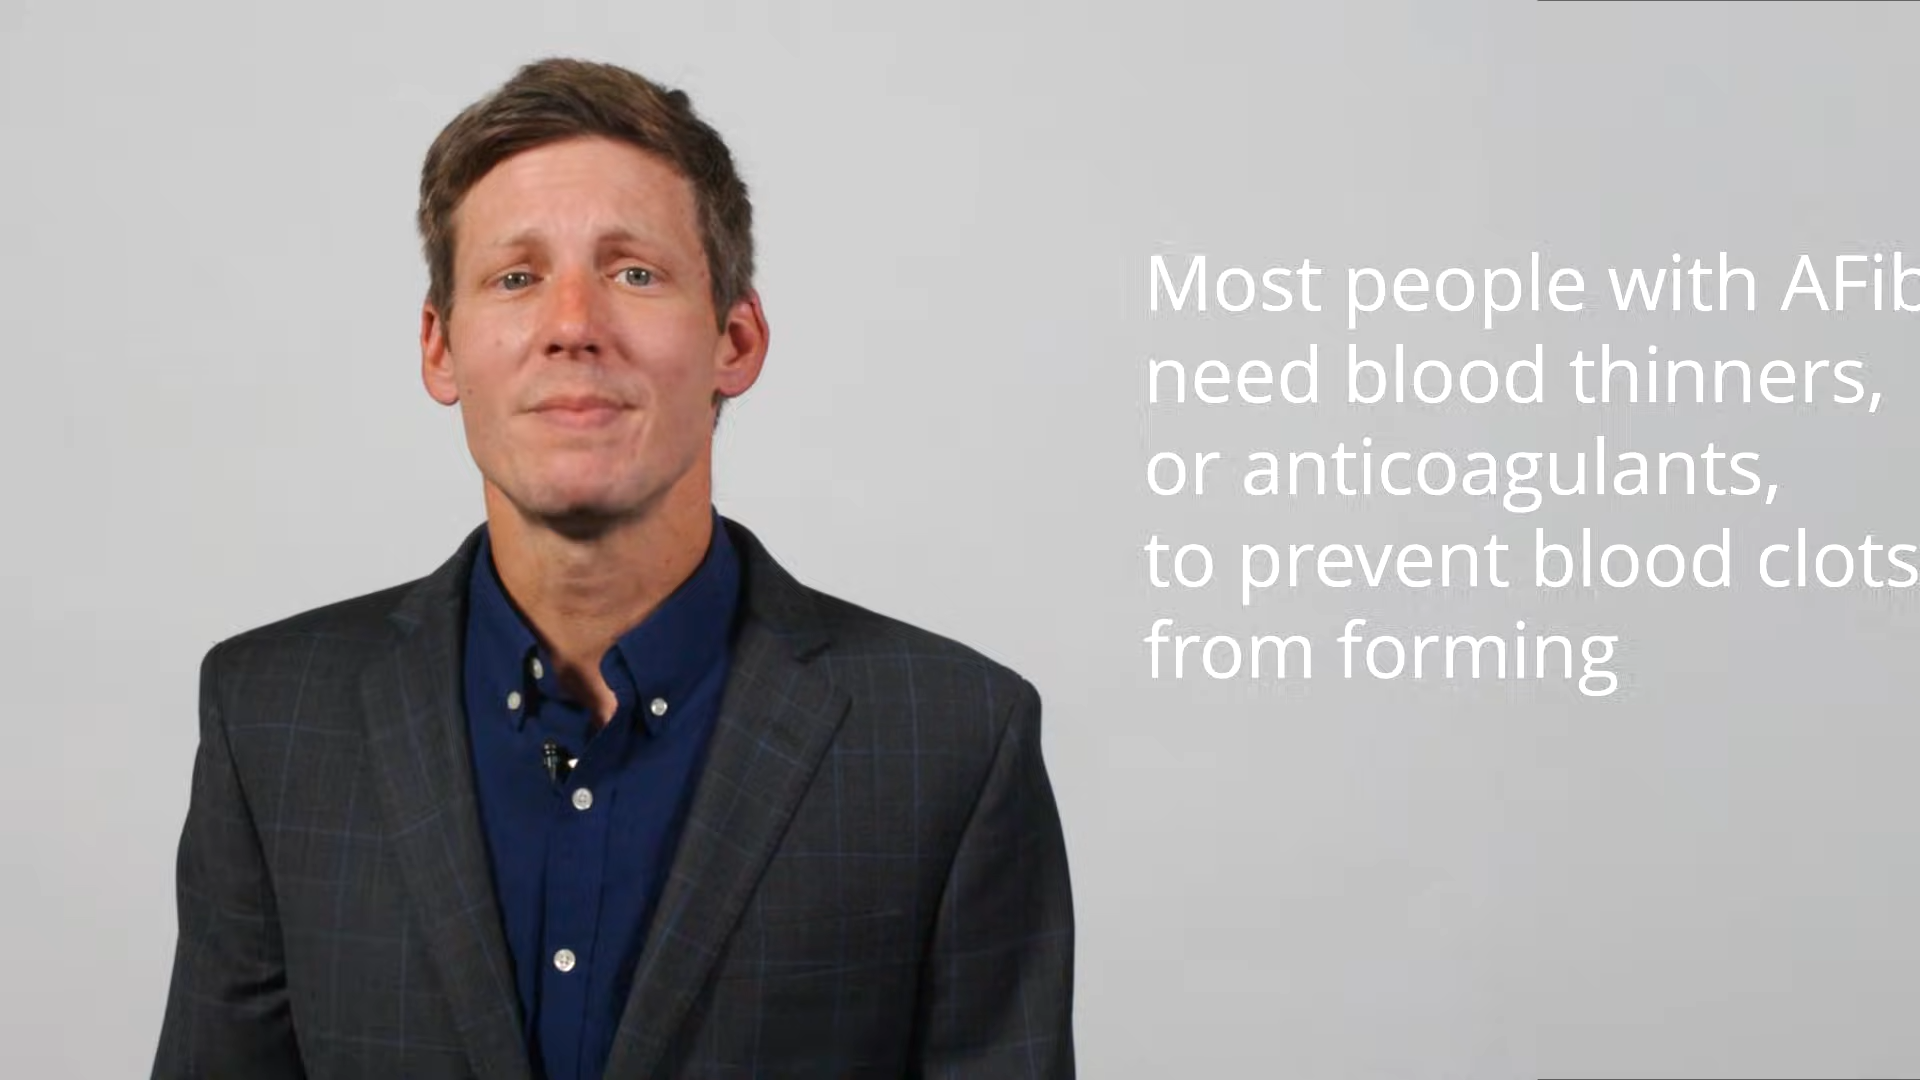 Most people with AFib
need blood thinners,
or anticoagulants,
to prevent blood clots
from forming